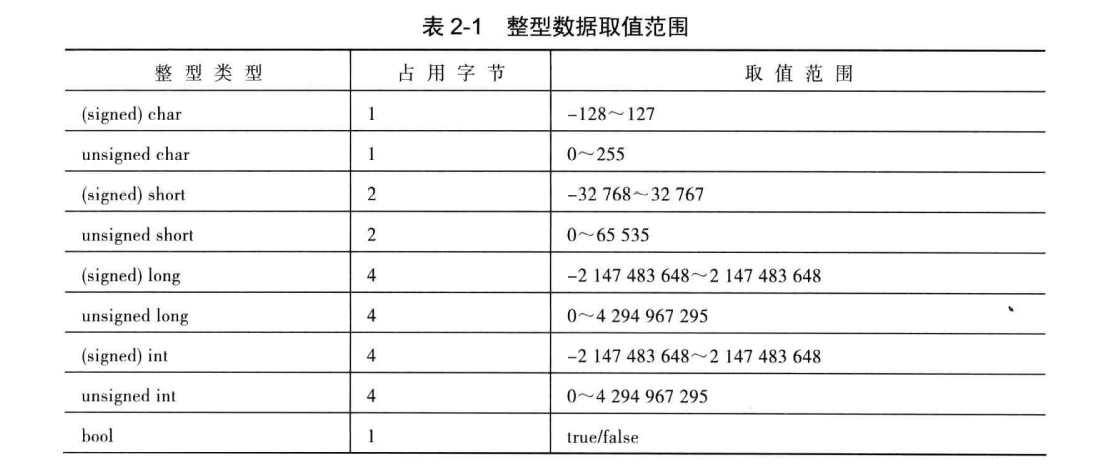 表 2-1 整型数据取值范围
整型类型 占用字节 取值范围
(signed) char 1 -128～127
unsigned char 1 0～255
(signed) short 2 -32 768～32 767
unsigned short 2 0～65 535
(signed) long 4 -2 147 483 648～2 147 483 648
unsigned long 4 0～4 294 967 295
(signed) int 4 -2 147 483 648～2 147 483 648
unsigned int 4 0～4 294 967 295
bool 1 true/false